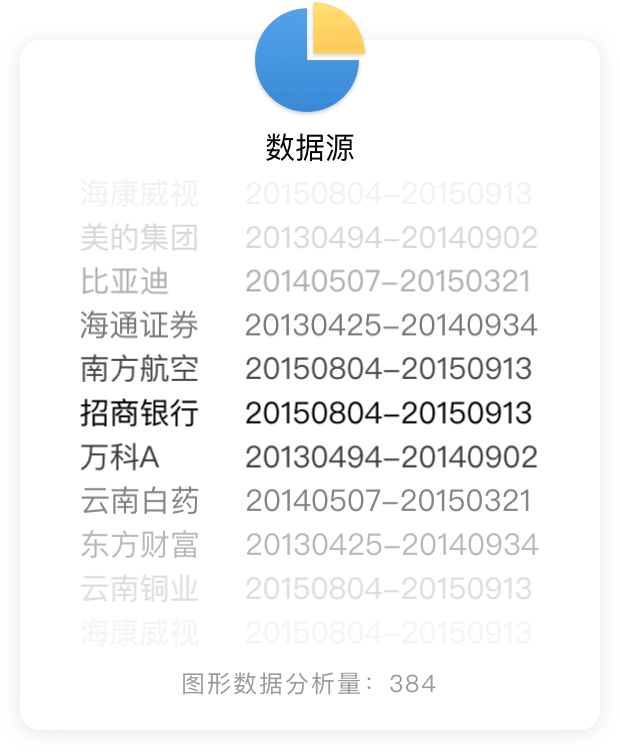 数据源
海康威视 20150804-20150913
美的集团 20130494-20140902
比亚迪 20140507-20150321
海通证券 20130425-20140934
南方航空 20150804-20150913
招商银行 20150804-20150913
万科A 20130494-20140902
云南白药 20140507-20150321
东方财富 20130425-20140934
云南铜业 20150804-20150913
海康威视 20150804-20150913
图形数据分析量：384